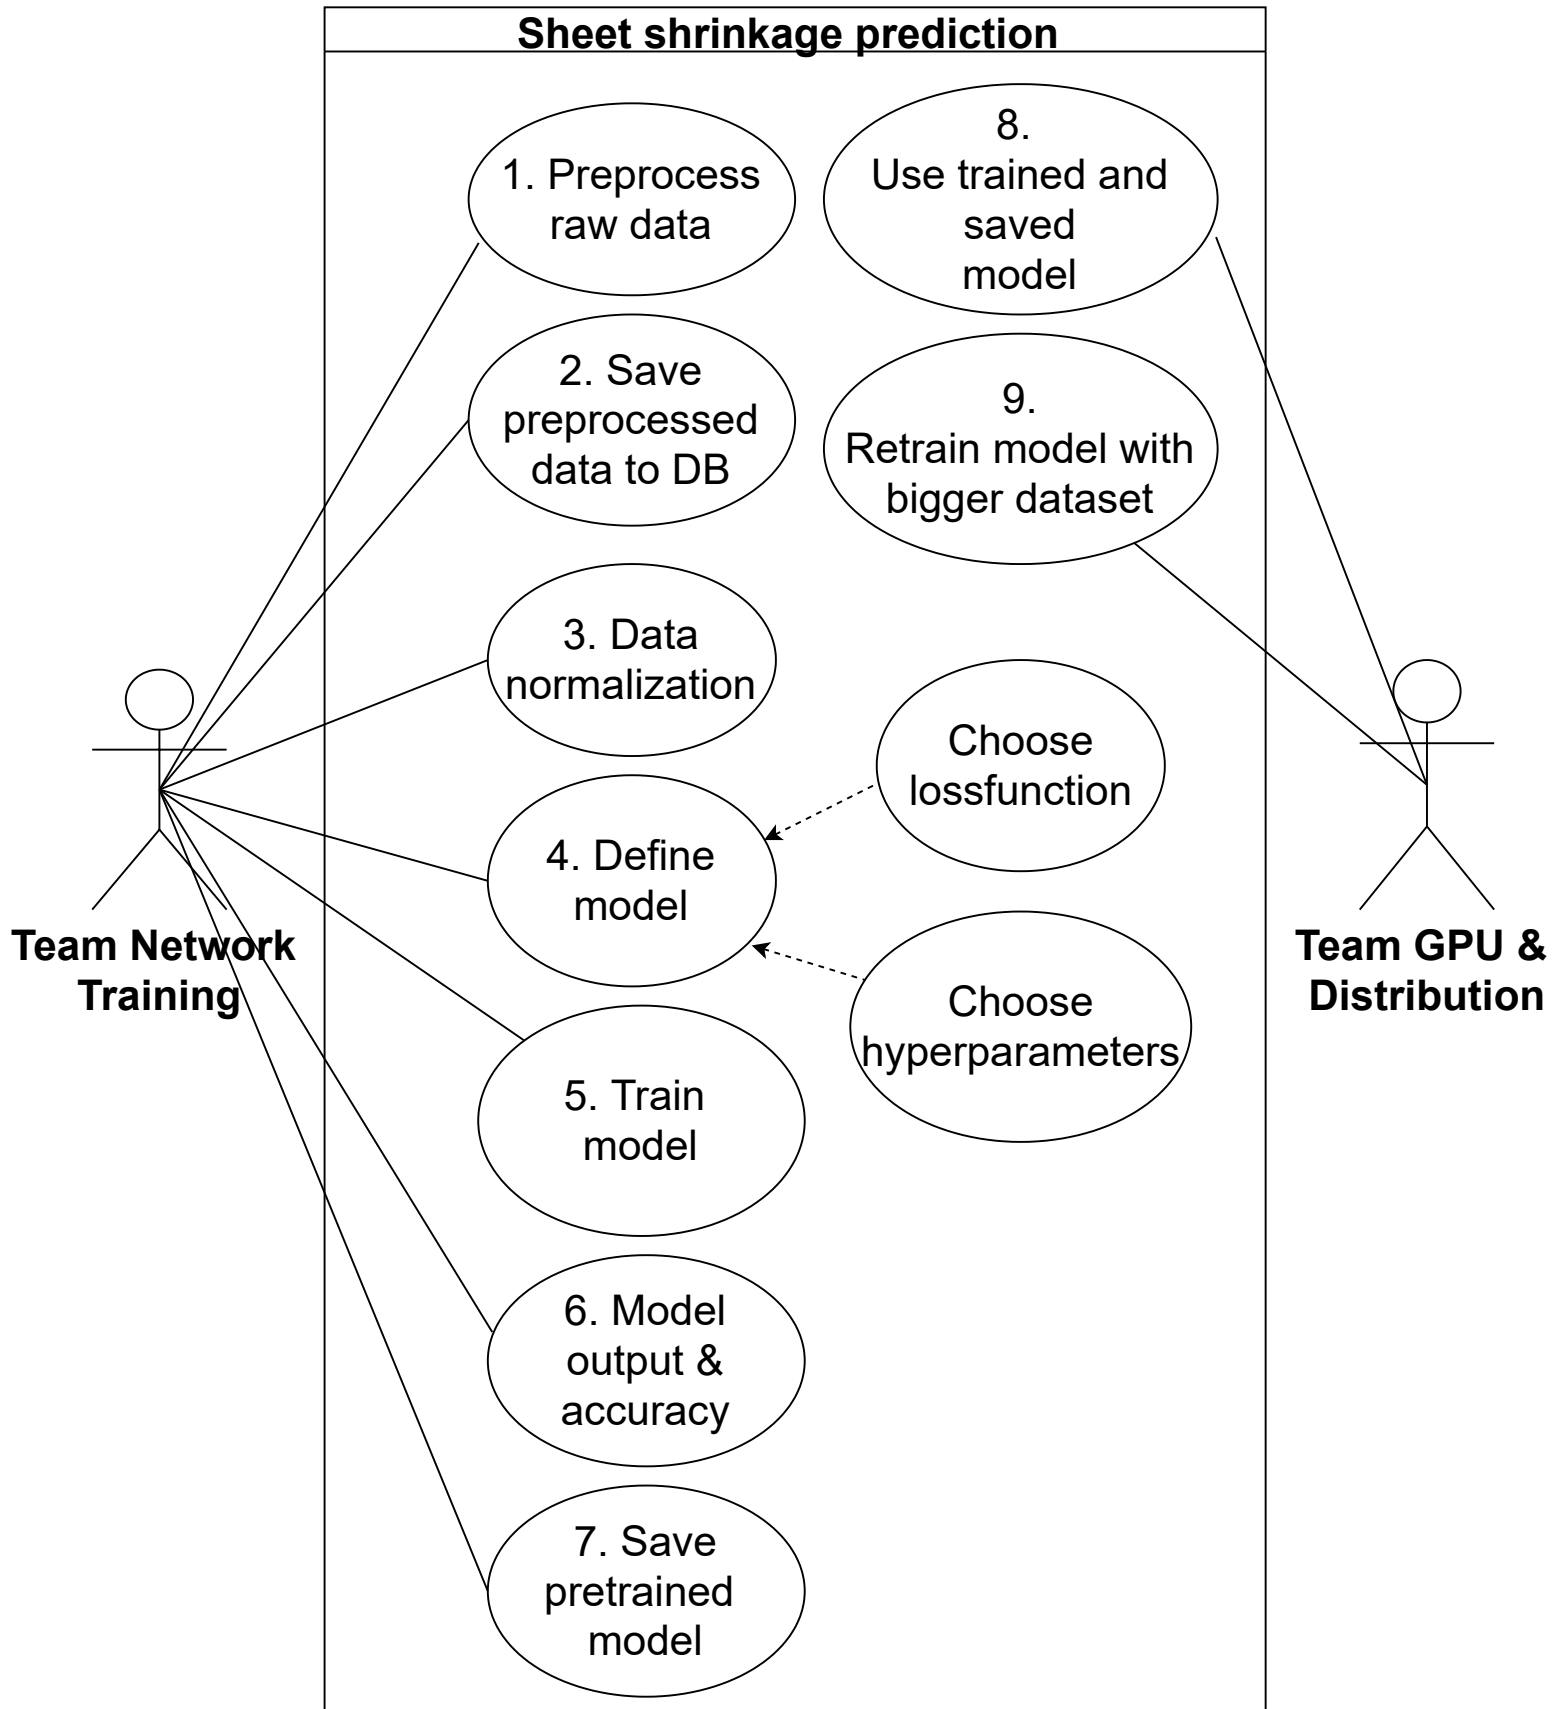 Sheet shrinkage prediction
1. Preprocess
raw data
8.
Use trained and
saved
model
2. Save
preprocessed
data to DB
9.
Retrain model with
bigger dataset
3. Data
normalization
Choose
lossfunction
4. Define
model
Team Network
Training
Team GPU &
Distribution
Choose
hyperparameters
5. Train
model
6. Model
output &
accuracy
7. Save
pretrained
model